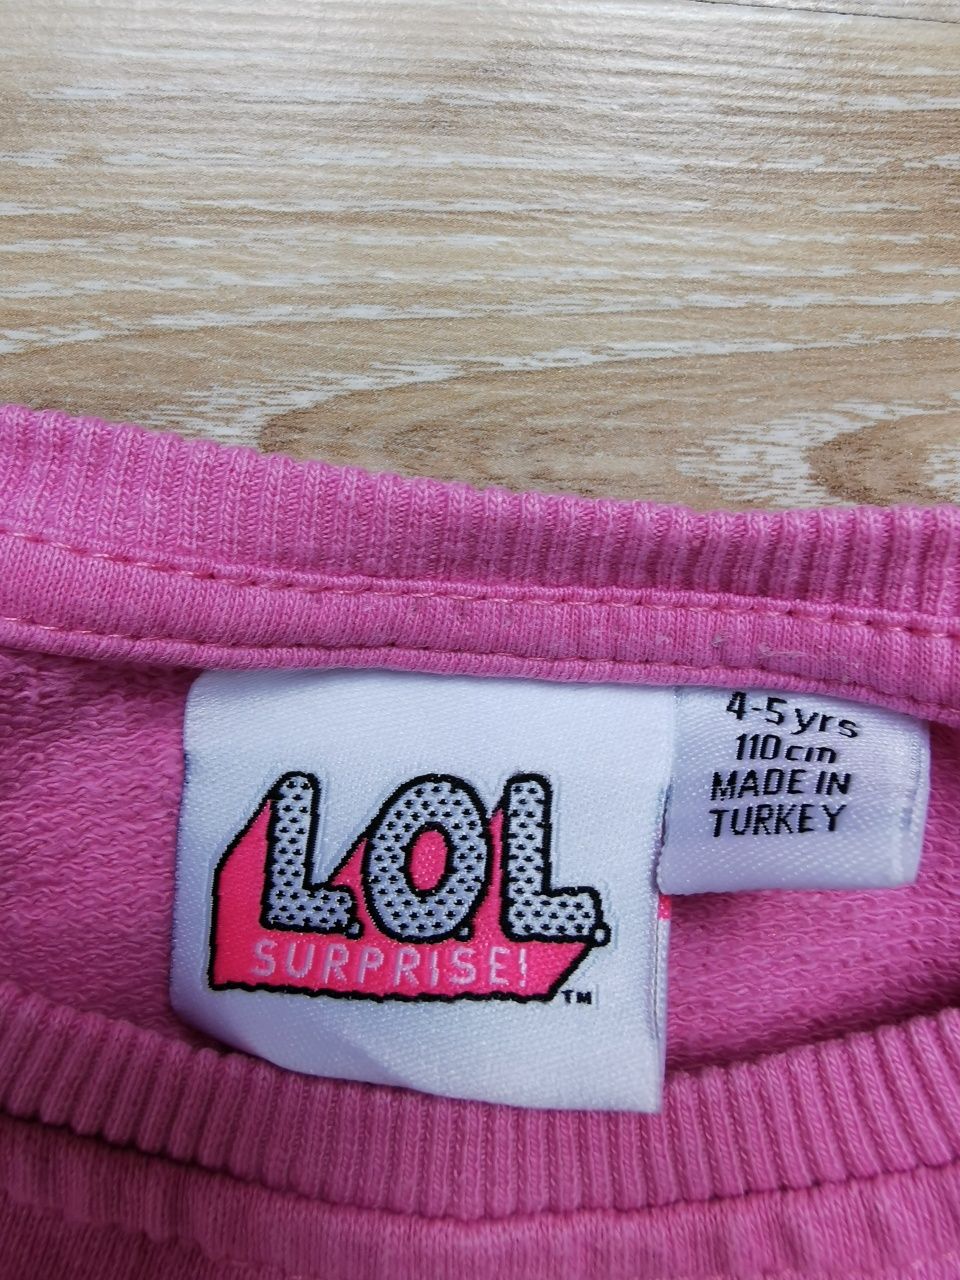 L.O.L.
SURPRISE!
TM
4-5 yrs
110 cm
MADE IN
TURKEY